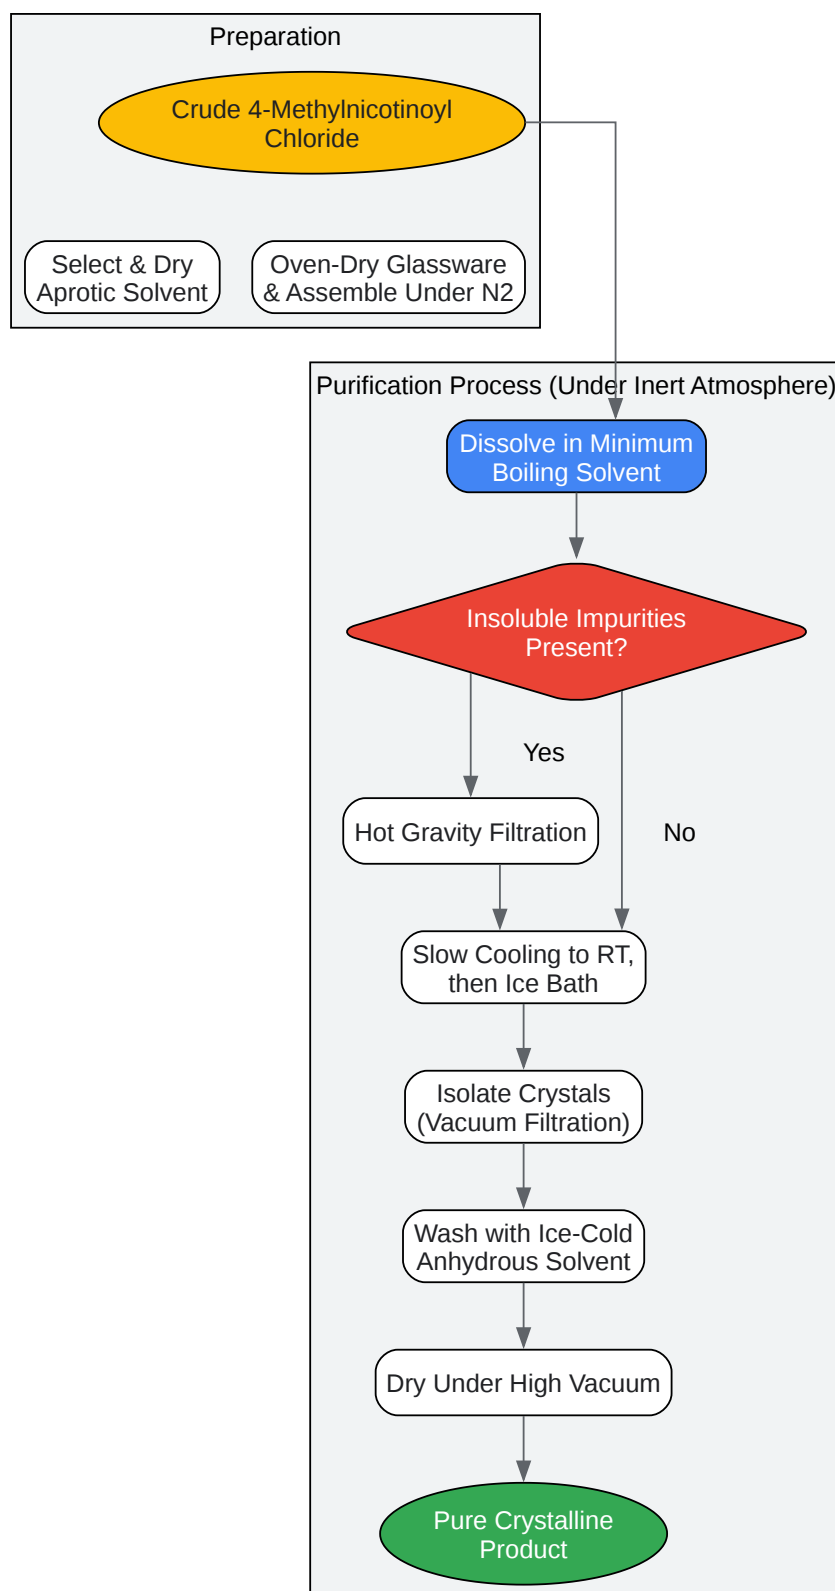 Preparation
Crude 4-Methylnicotinoyl
Chloride
Select & Dry
Aprotic Solvent
Oven-Dry Glassware
& Assemble Under N2
Purification Process (Under Inert Atmosphere)
Dissolve in Minimum
Boiling Solvent
Insoluble Impurities
Present?
Yes
Hot Gravity Filtration
No
Slow Cooling to RT,
then Ice Bath
Isolate Crystals
(Vacuum Filtration)
Wash with Ice-Cold
Anhydrous Solvent
Dry Under High Vacuum
Pure Crystalline
Product